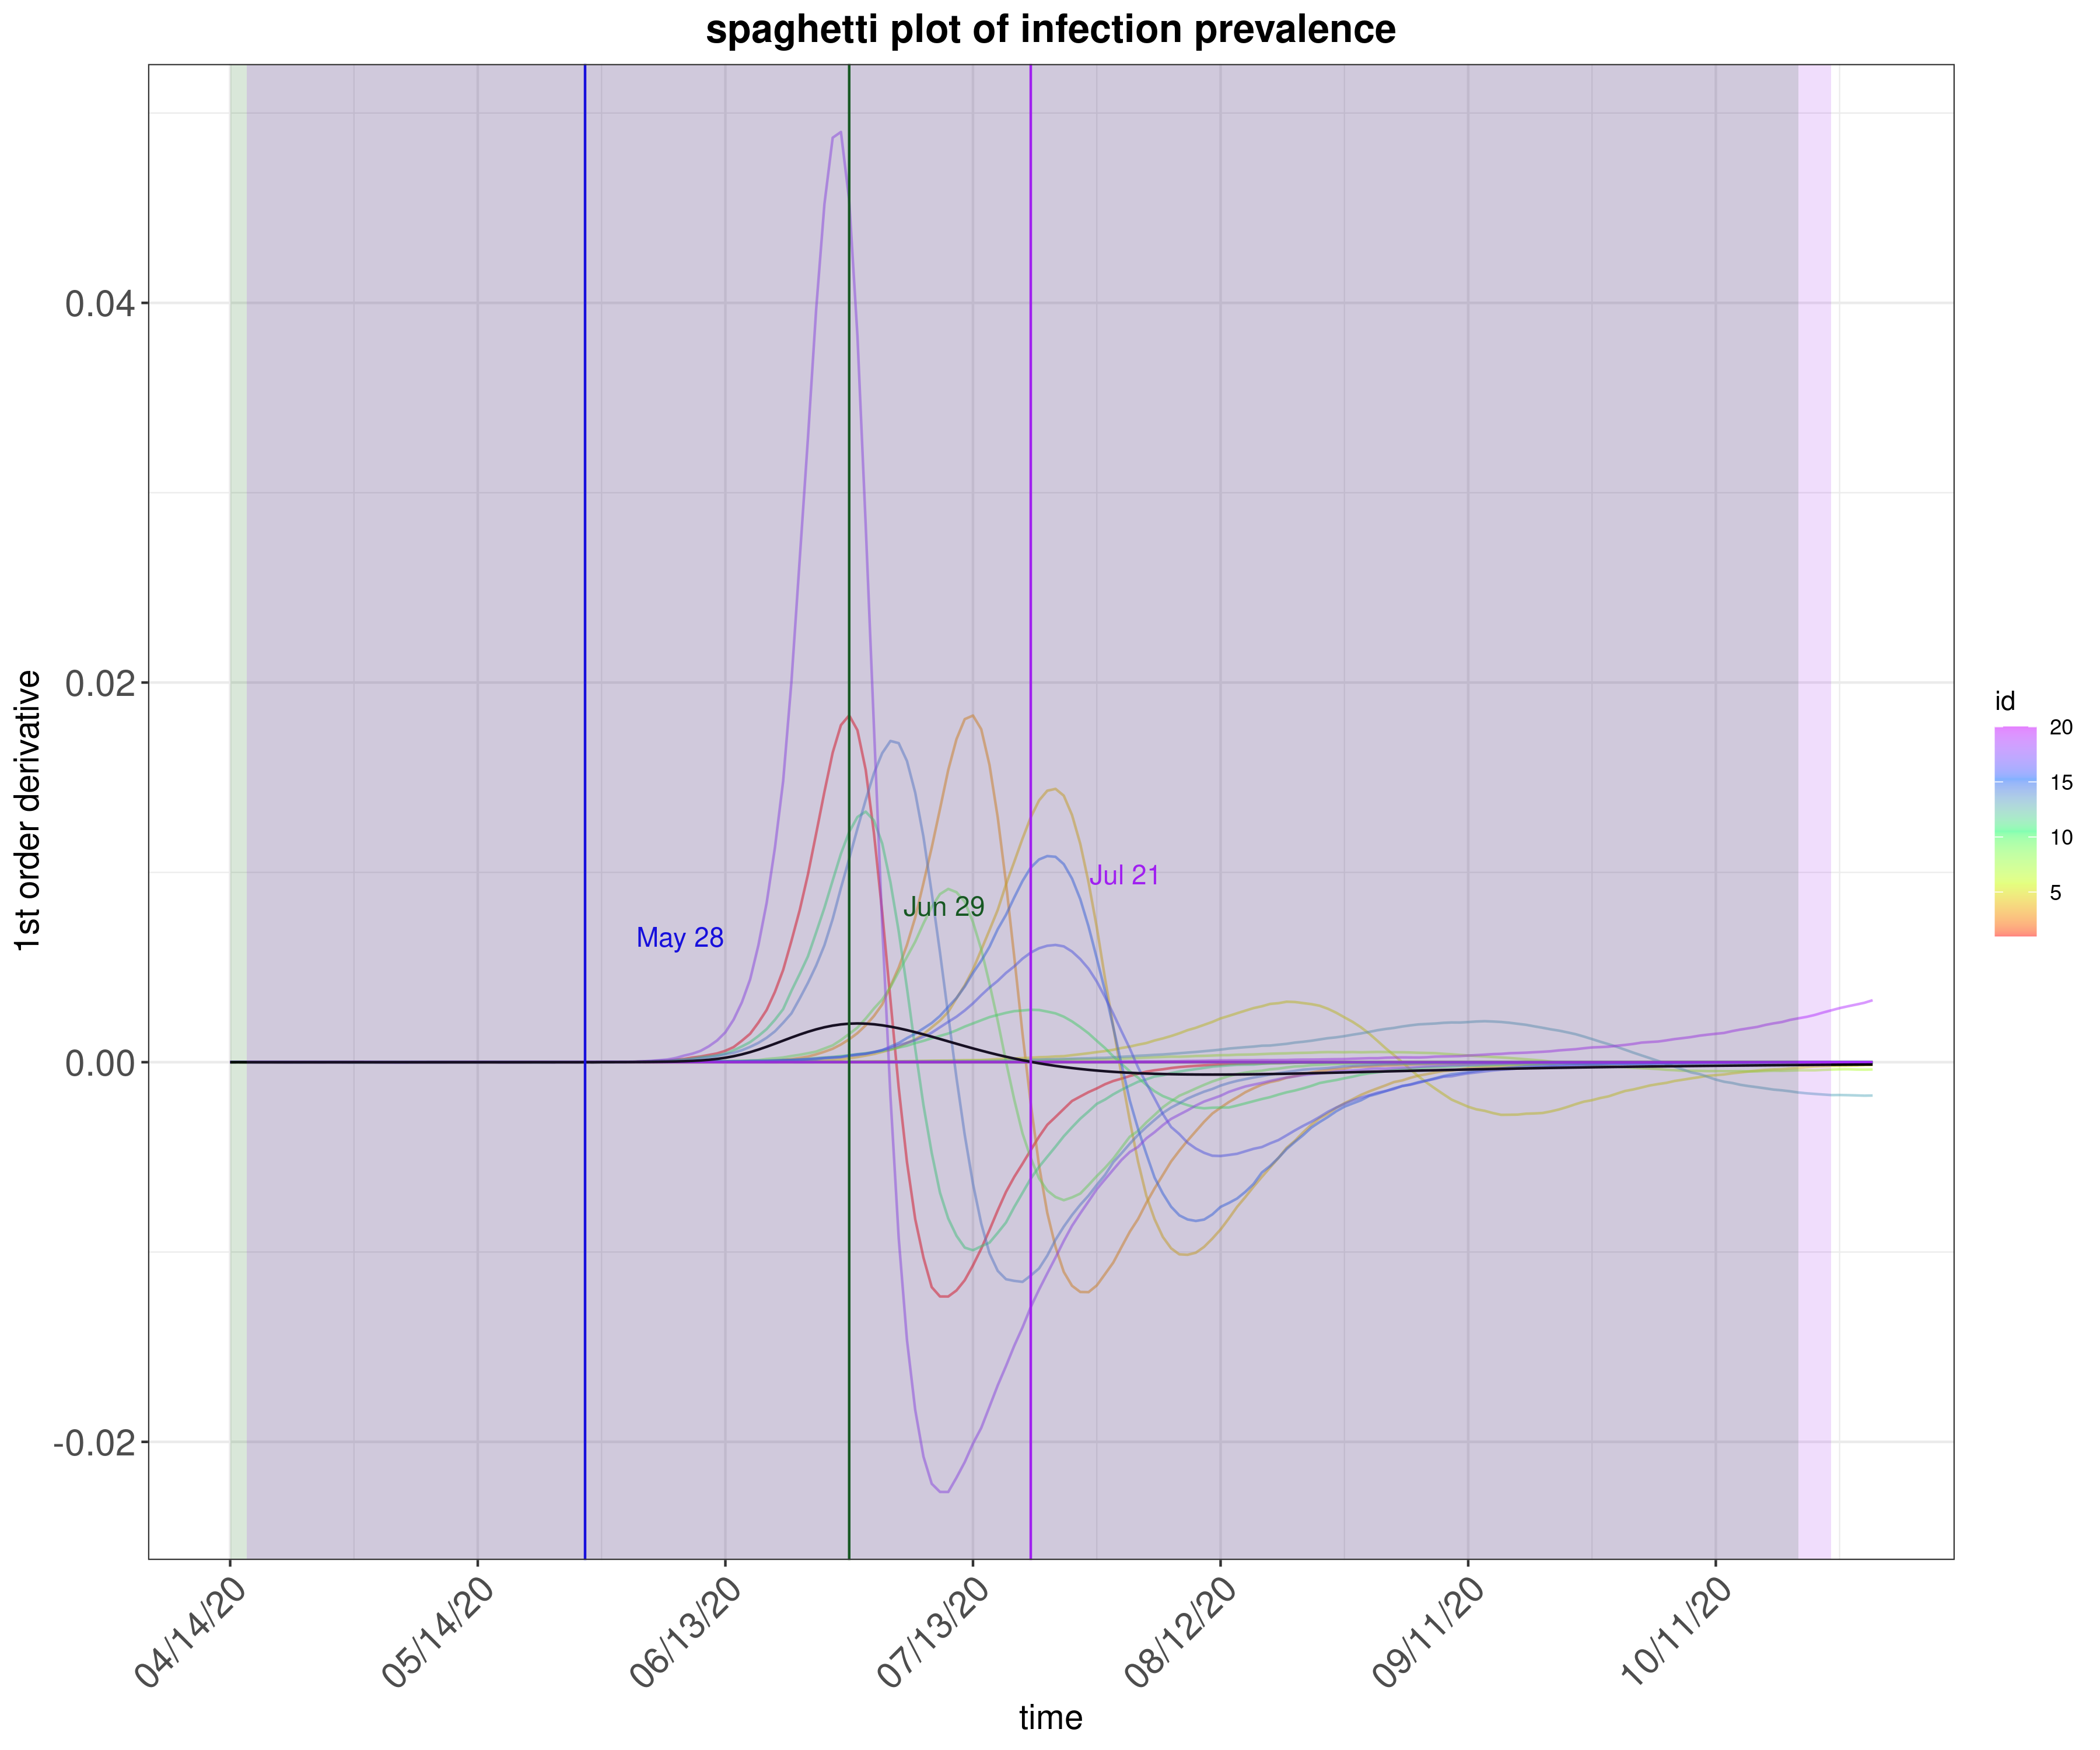 spaghetti plot of infection prevalence
1st order derivative
0.04
0.02
0.00
-0.02
May 28
Jun 29
Jul 21
04/14/20
05/14/20
06/13/20
07/13/20
08/12/20
09/11/20
10/11/20
time
id
20
15
10
5